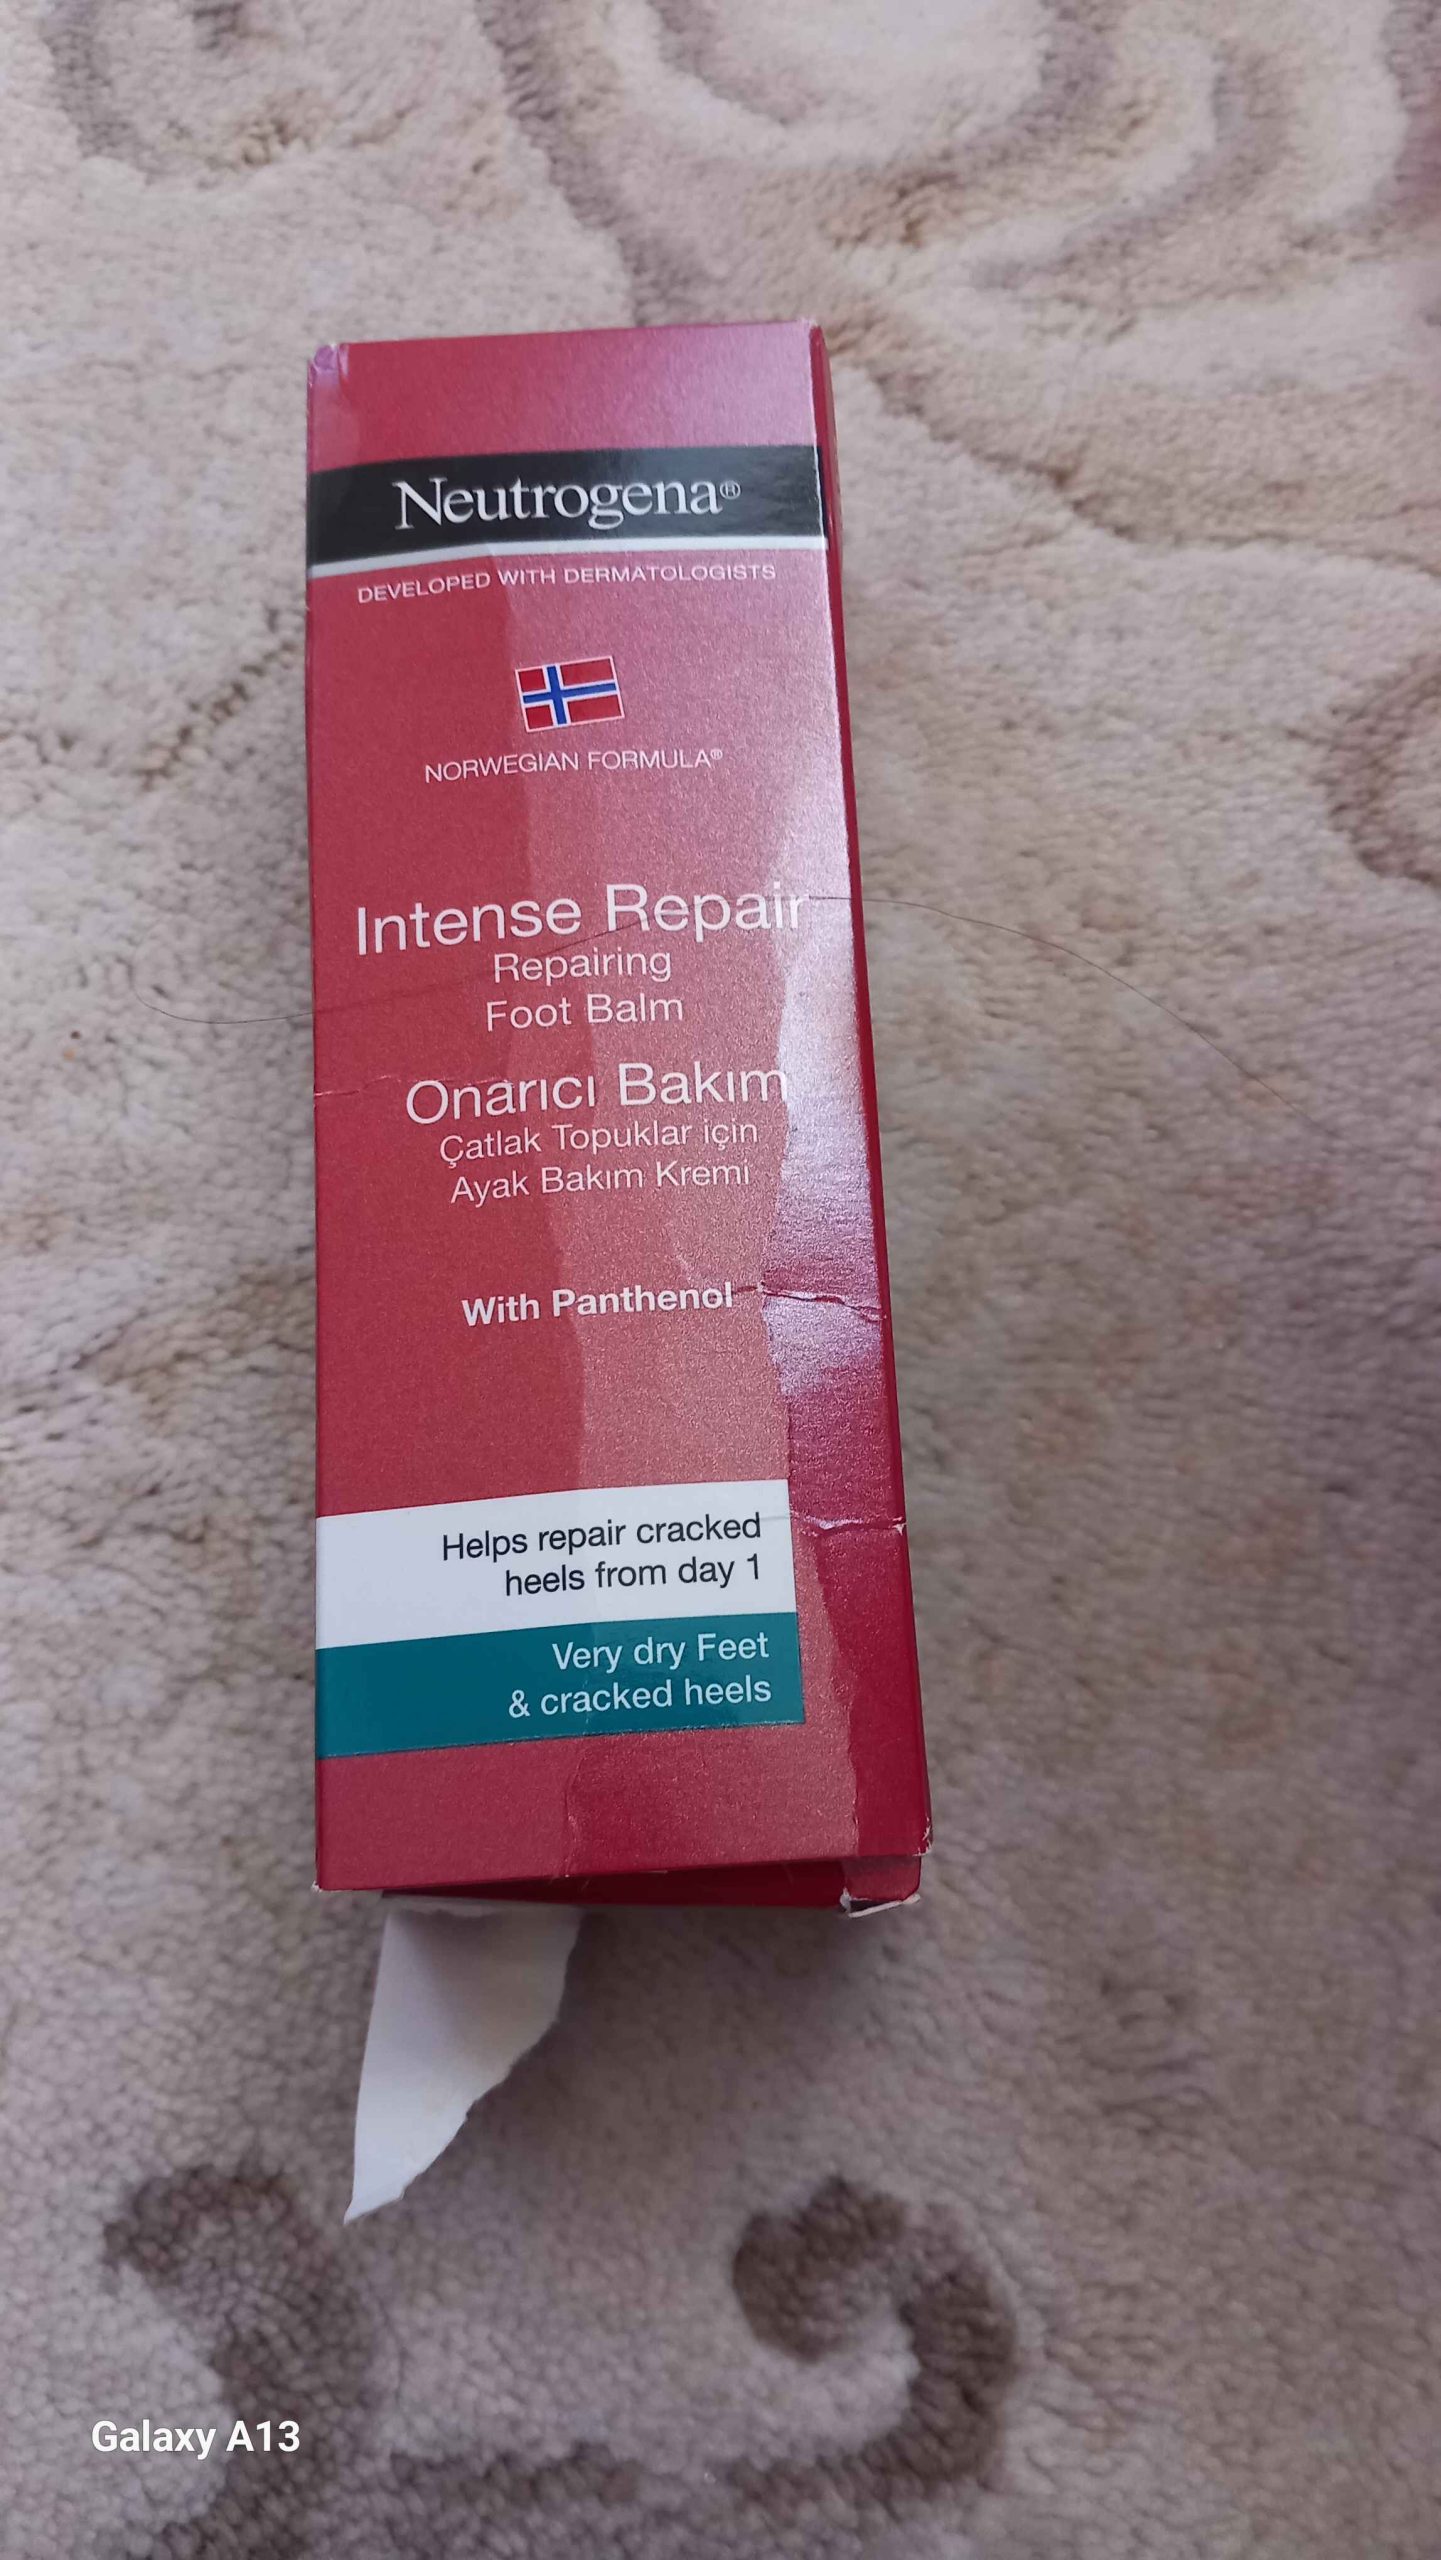 Neutrogena®
DEVELOPED WITH DERMATOLOGISTS
NORWEGIAN FORMULA®
Intense Repair
Repairing
Foot Balm
Onarıcı Bakım
Çatlak Topuklar için
Ayak Bakım Kremi
With Panthenol
Helps repair cracked
heels from day 1
Very dry Feet
& cracked heels
Galaxy A13